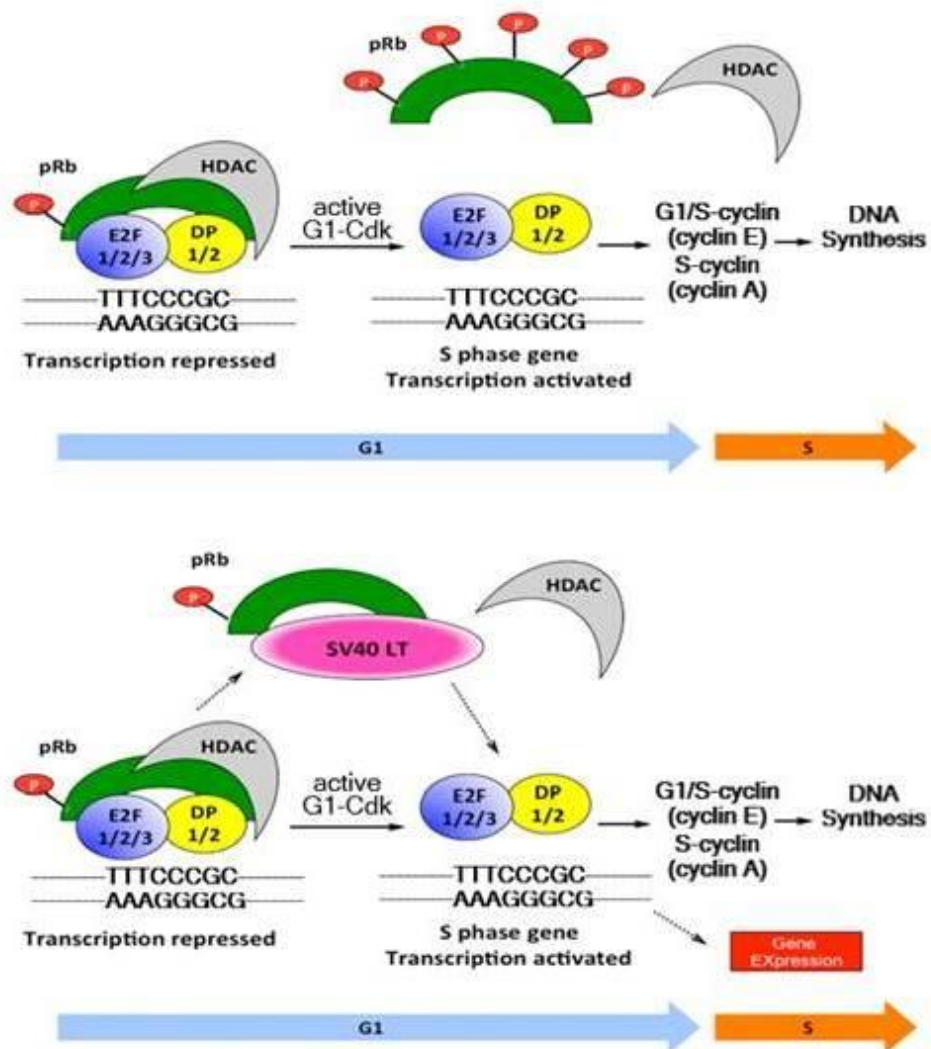 P
P
P
P
P
pRb
HDAC
pRb
HDAC
P
E2F
1/2/3
DP
1/2
active
G1-Cdk
E2F
1/2/3
DP
1/2
G1/S-cyclin
(cyclin E)
S-cyclin
(cyclin A)
DNA
Synthesis
TTTCCCGC
AAAGGGCG
TTTCCCGC
AAAGGGCG
Transcription repressed
S phase gene
Transcription activated
G1
S
pRb
P
HDAC
SV40 LT
pRb
HDAC
P
E2F
1/2/3
DP
1/2
active
G1-Cdk
E2F
1/2/3
DP
1/2
G1/S-cyclin
(cyclin E)
S-cyclin
(cyclin A)
DNA
Synthesis
TTTCCCGC
AAAGGGCG
TTTCCCGC
AAAGGGCG
Transcription repressed
S phase gene
Transcription activated
Gene
EXpression
G1
S